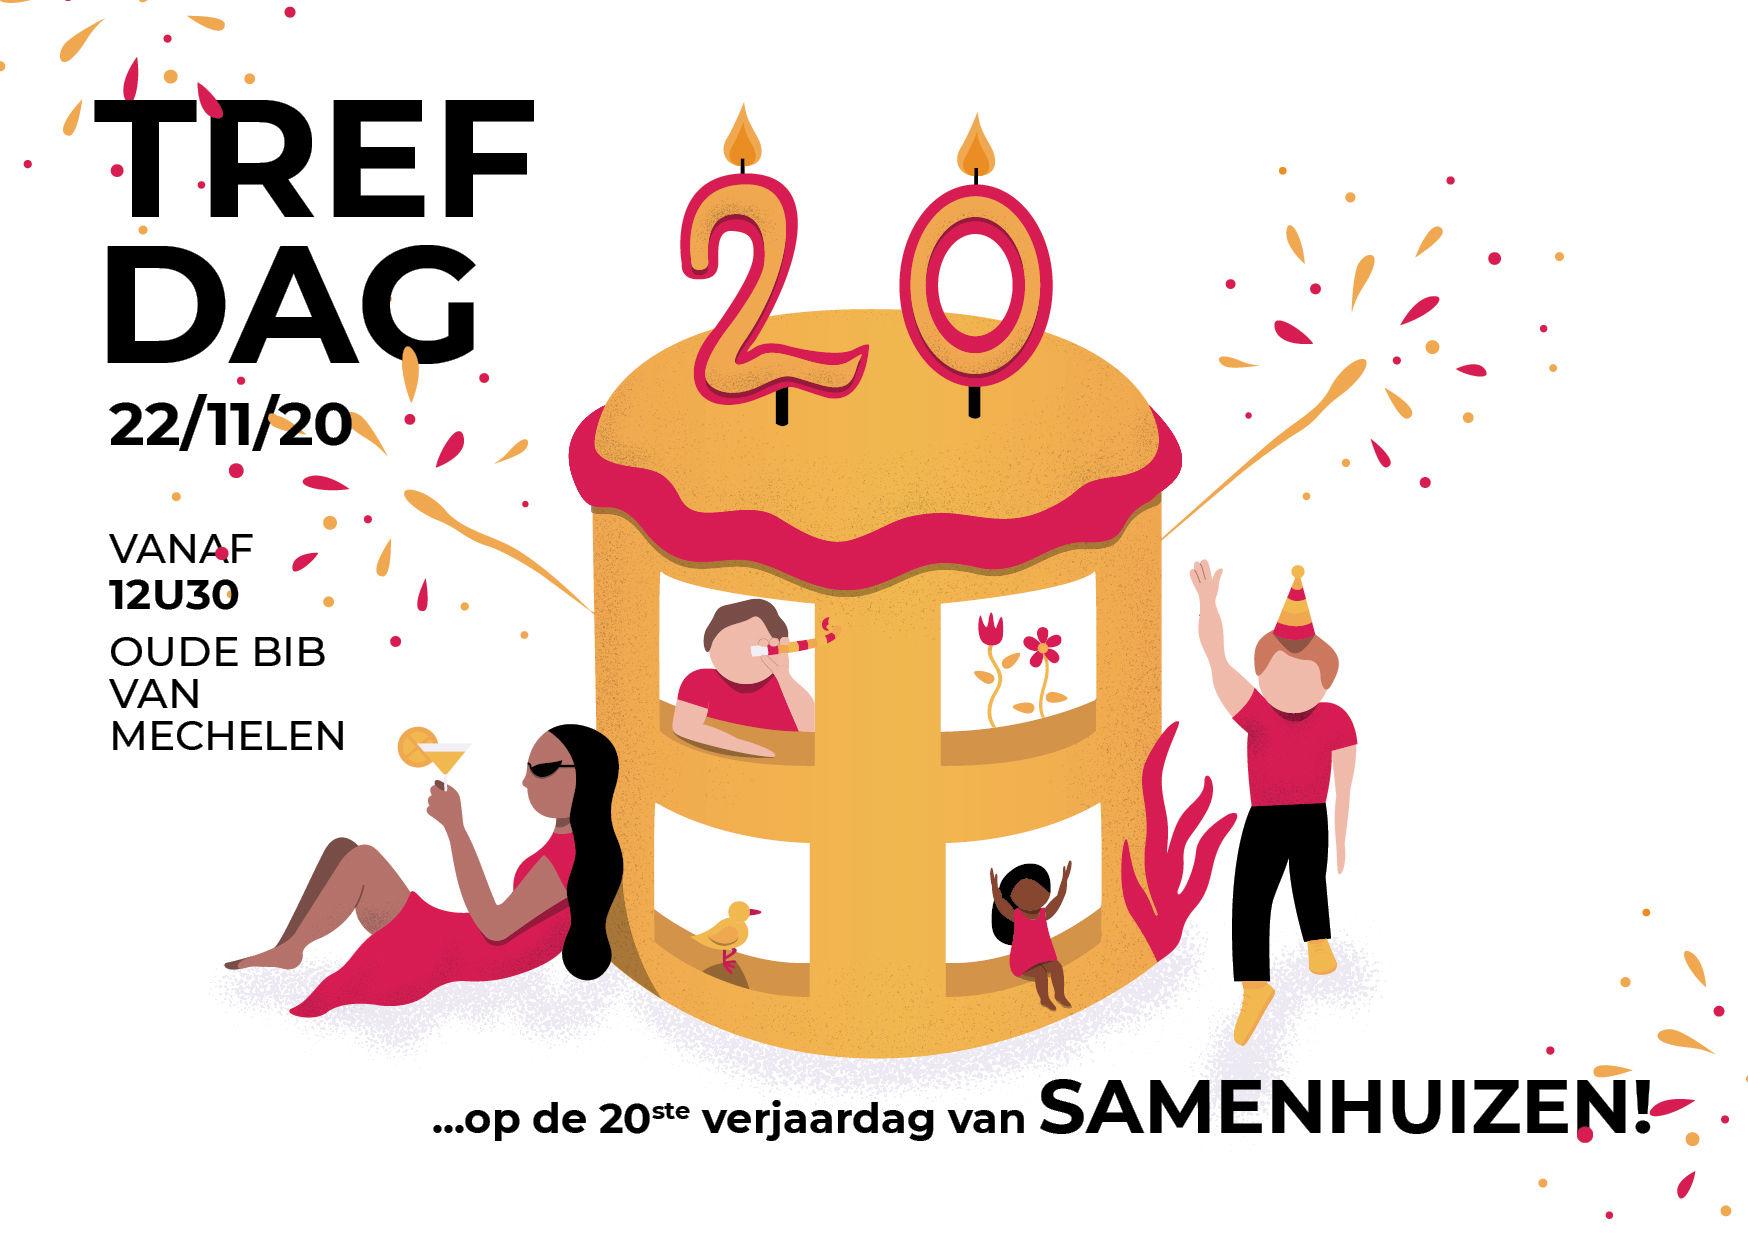 TREF
DAG
22/11/20
VANAF
12U30
OUDE BIB
VAN
MECHELEN
20
...op de 20ste verjaardag van SAMENHUIZEN!